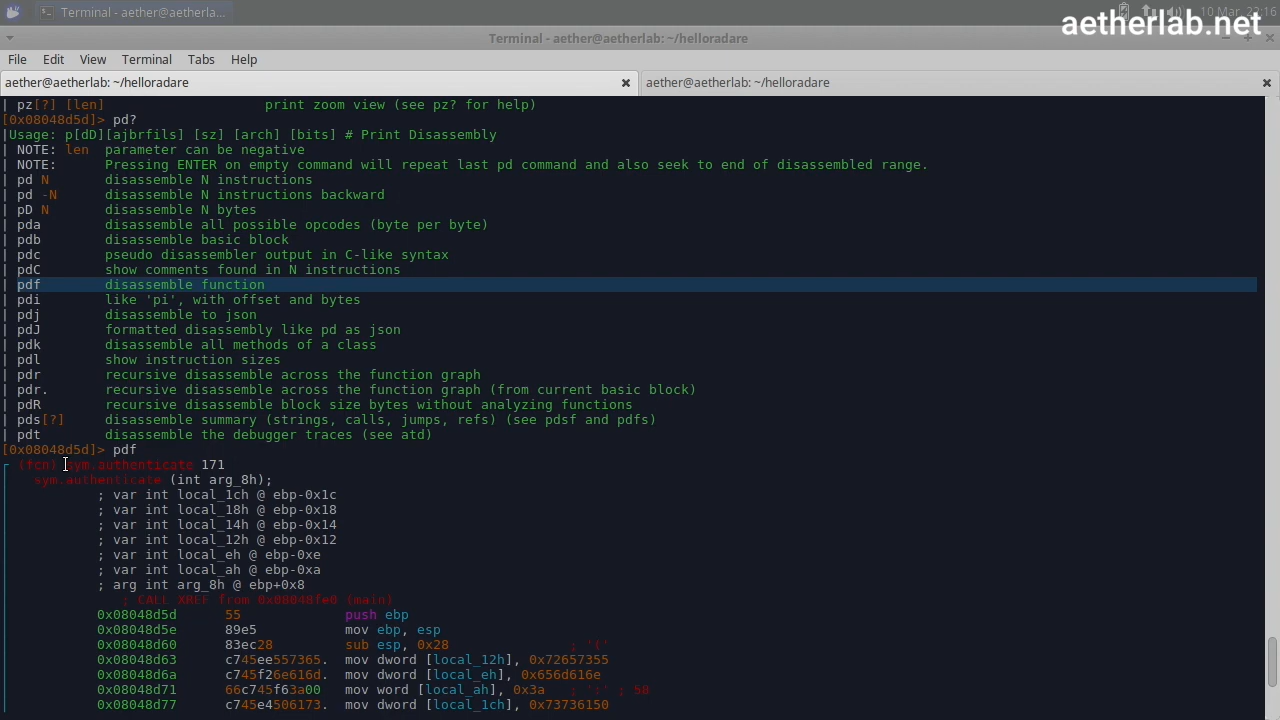 Terminal - aether@aetherla...
10 Mar, 22:16
aetherlab.net
Terminal - aether@aetherlab: ~/helloradare
File Edit View Terminal Tabs Help
aether@aetherlab: ~/helloradare
aether@aetherlab: ~/helloradare
| pz[?] [len] print zoom view (see pz? for help)
[0x08048d5d]> pd?
|Usage: p[dD][ajbrfils] [sz] [arch] [bits] # Print Disassembly
| NOTE: len parameter can be negative
| NOTE: Pressing ENTER on empty command will repeat last pd command and also seek to end of disassembled range.
| pd N disassemble N instructions
| pd -N disassemble N instructions backward
| pD N disassemble N bytes
| pda disassemble all possible opcodes (byte per byte)
| pdb disassemble basic block
| pdc pseudo disassembler output in C-like syntax
| pdC show comments found in N instructions
| pdf disassemble function
| pdi like 'pi', with offset and bytes
| pdj disassemble to json
| pdJ formatted disassembly like pd as json
| pdk disassemble all methods of a class
| pdl show instruction sizes
| pdr recursive disassemble across the function graph
| pdr. recursive disassemble across the function graph (from current basic block)
| pdR recursive disassemble block size bytes without analyzing functions
| pds[?] disassemble summary (strings, calls, jumps, refs) (see pdsf and pdfs)
| pdt disassemble the debugger traces (see atd)
[0x08048d5d]> pdf
(fcn) sym.authenticate 171
sym.authenticate (int arg_8h);
; var int local_1ch @ ebp-0x1c
; var int local_18h @ ebp-0x18
; var int local_14h @ ebp-0x14
; var int local_12h @ ebp-0x12
; var int local_eh @ ebp-0xe
; var int local_ah @ ebp-0xa
; arg int arg_8h @ ebp+0x8
; CALL XREF from 0x08048fe0 (main)
0x08048d5d 55 push ebp
0x08048d5e 89e5 mov ebp, esp
0x08048d60 83ec28 sub esp, 0x28 ; '('
0x08048d63 c745ee557365. mov dword [local_12h], 0x72657355
0x08048d6a c745f26e616d. mov dword [local_eh], 0x656d616e
0x08048d71 66c745f63a00 mov word [local_ah], 0x3a ; ':' ; 58
0x08048d77 c745e4506173. mov dword [local_1ch], 0x73736150